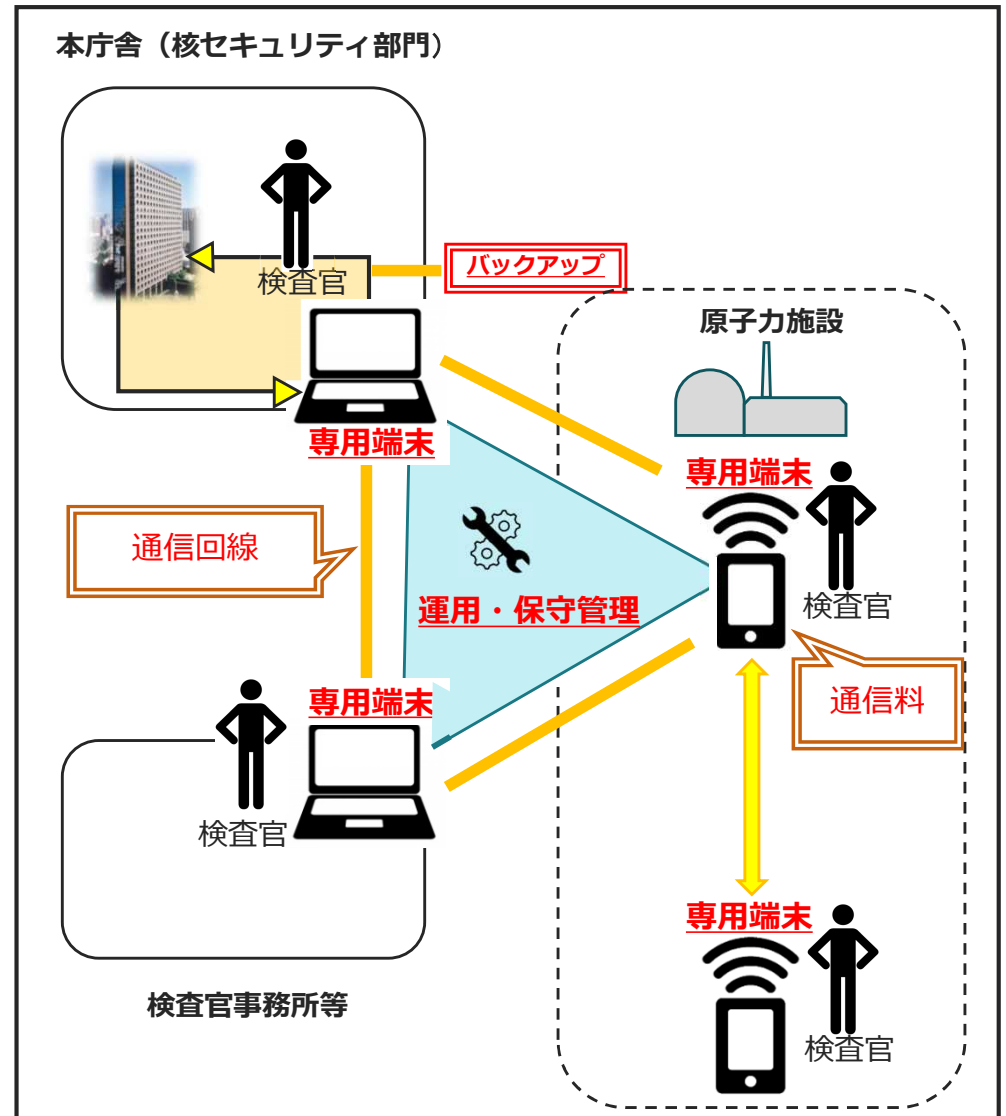 本庁舎（核セキュリティ部門）
検査官
バックアップ
原子力施設
専用端末
専用端末
通信回線
検査官
運用・保守管理
専用端末
通信料
検査官
専用端末
検査官事務所等
検査官